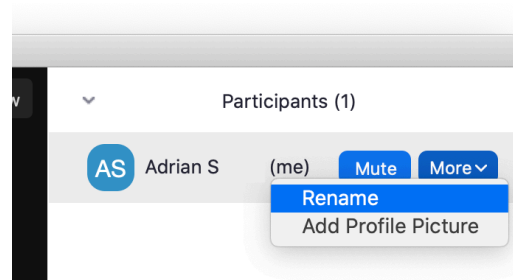 w
Participants (1)
AS Adrian S (me) Mute More
Rename
Add Profile Picture